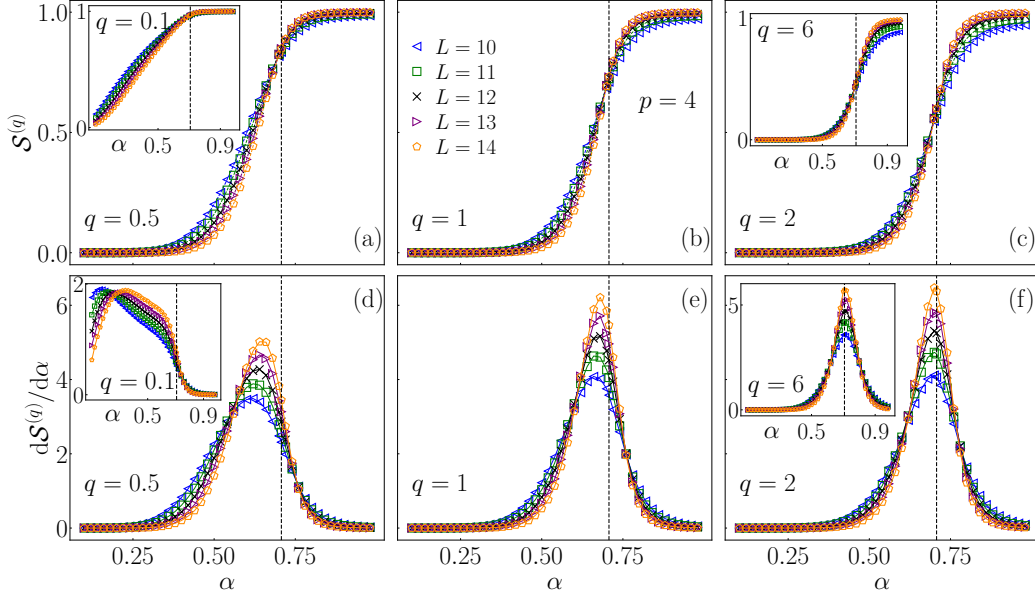 1.0
0.5
0.0
𝒮^(q)
1
0
q = 0.1
α 0.5 0.9
q = 0.5
(a)
L = 10
L = 11
L = 12
L = 13
L = 14
p = 4
q = 1
(b)
1
0
q = 6
α 0.5 0.9
q = 2
(c)
6
4
2
0
d𝒮^(q)/dα
2
0
q = 0.1
α 0.5 0.9
q = 0.5
(d)
0.25 0.50 0.75
α
q = 1
(e)
0.25 0.50 0.75
α
5
0
q = 6
α 0.5 0.9
q = 2
(f)
0.25 0.50 0.75
α